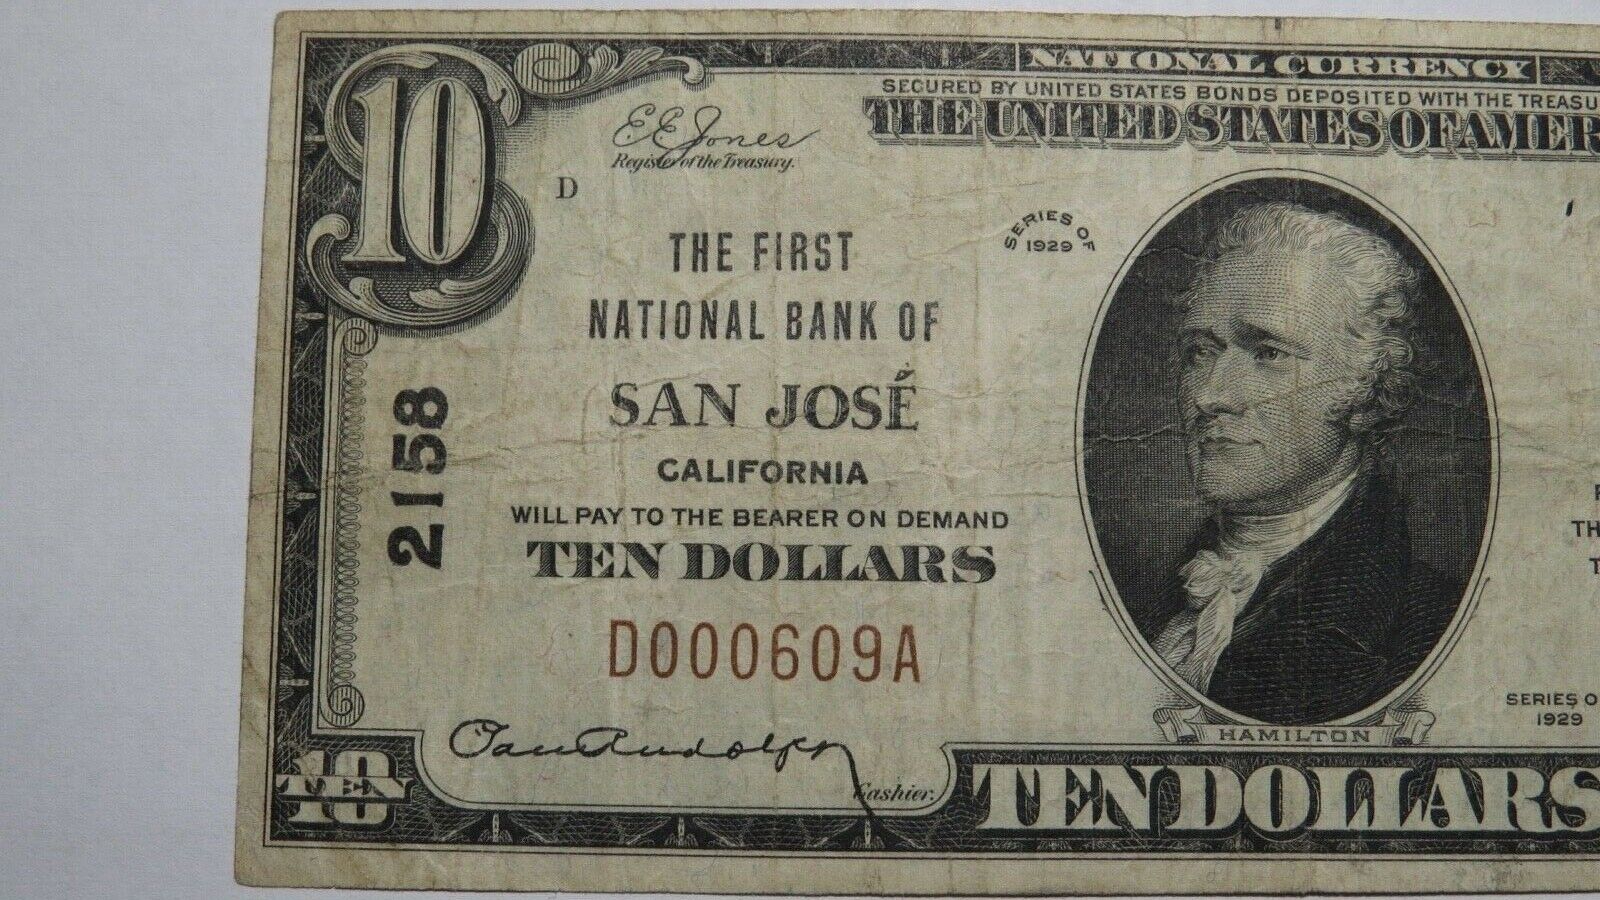 NATIONAL CURRENCY
SECURED BY UNITED STATES BONDS DEPOSITED WITH THE TREASU
THE UNITED STATES OF AMER
10
E E Jones
Register of the Treasury.
D
SERIES OF
1929
THE FIRST
NATIONAL BANK OF
SAN JOSÉ
CALIFORNIA
WILL PAY TO THE BEARER ON DEMAND
TEN DOLLARS
2158
D000609A
TH
T
SERIES O
1929
HAMILTON
Cashier.
10
TEN
TEN DOLLARS